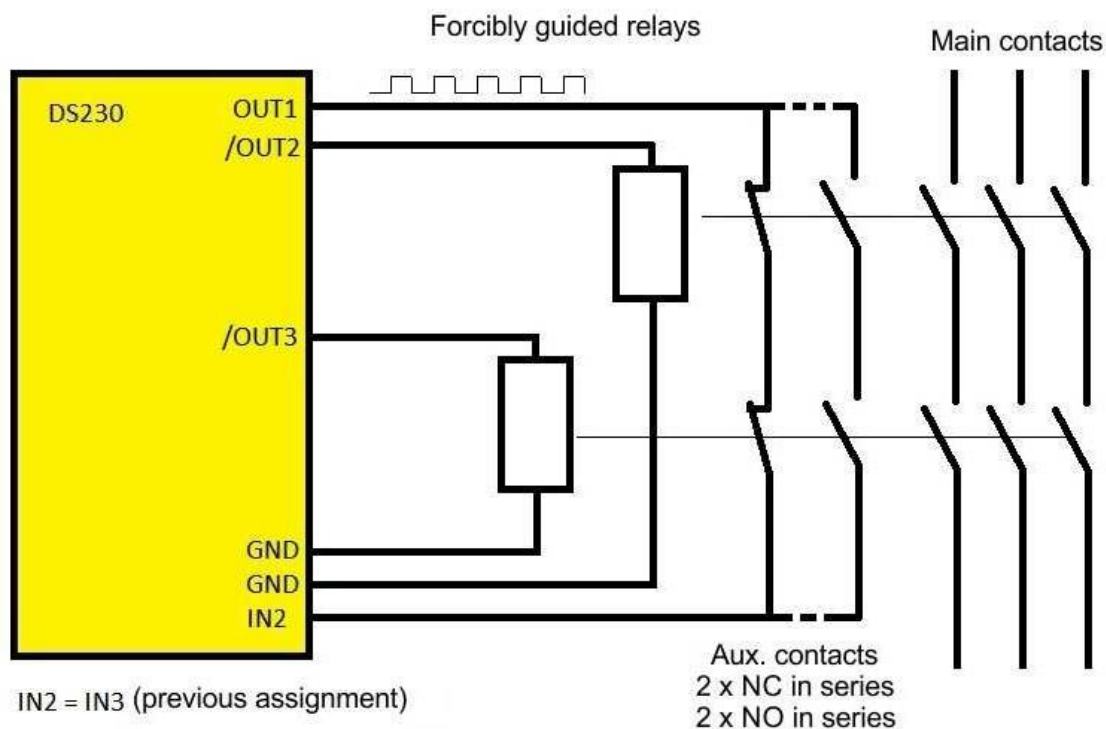 Forcibly guided relays
Main contacts
DS230
OUT1
/OUT2
/OUT3
GND
GND
IN2
Aux. contacts
2 x NC in series
2 x NO in series
IN2 = IN3 (previous assignment)